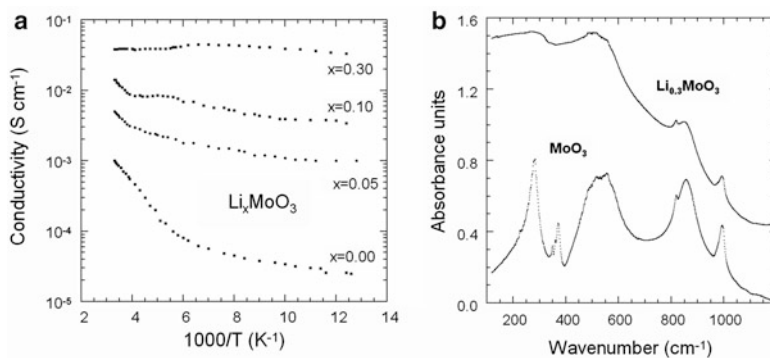 a
10⁻¹
10⁻²
10⁻³
10⁻⁴
10⁻⁵
Conductivity (S cm⁻¹)
x=0.30
x=0.10
x=0.05
LiₓMoO₃
x=0.00
2 4 6 8 10 12 14
1000/T (K⁻¹)
b
1.6
1.2
0.8
0.4
0.0
Absorbance units
Li₀.₃MoO₃
MoO₃
200 400 600 800 1000
Wavenumber (cm⁻¹)